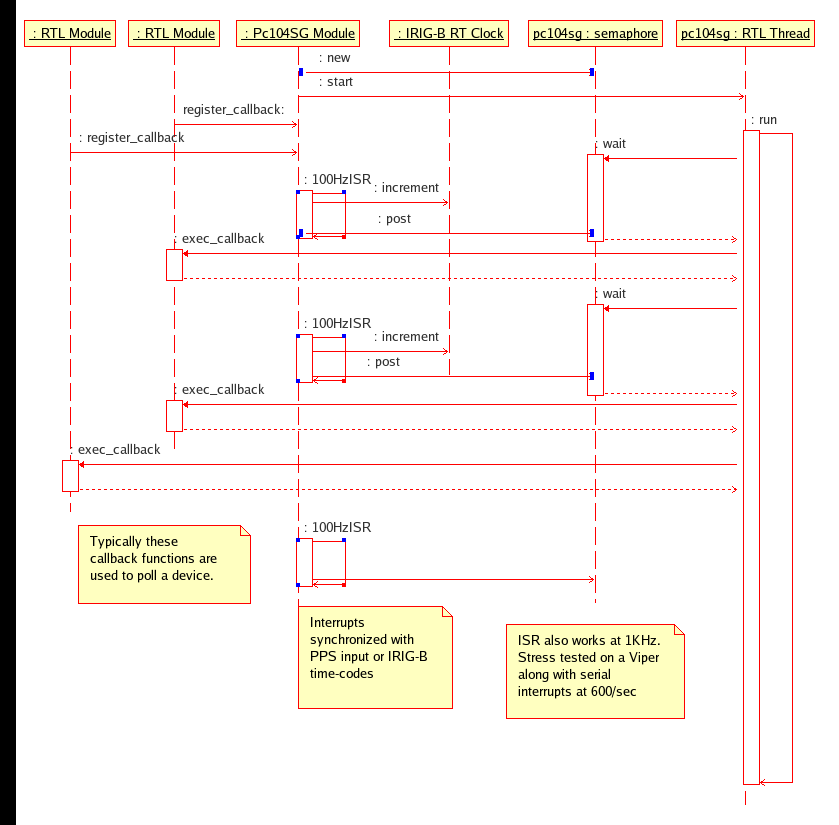 : RTL Module
: RTL Module
: Pc104SG Module
: IRIG-B RT Clock
pc104sg : semaphore
pc104sg : RTL Thread
: new
: start
register_callback:
: run
: register_callback
: wait
: 100HzISR
: increment
: post
: exec_callback
: wait
: 100HzISR
: increment
: post
: exec_callback
: exec_callback
: 100HzISR
Typically these
callback functions are
used to poll a device.
Interrupts
synchronized with
PPS input or IRIG-B
time-codes
ISR also works at 1KHz.
Stress tested on a Viper
along with serial
interrupts at 600/sec